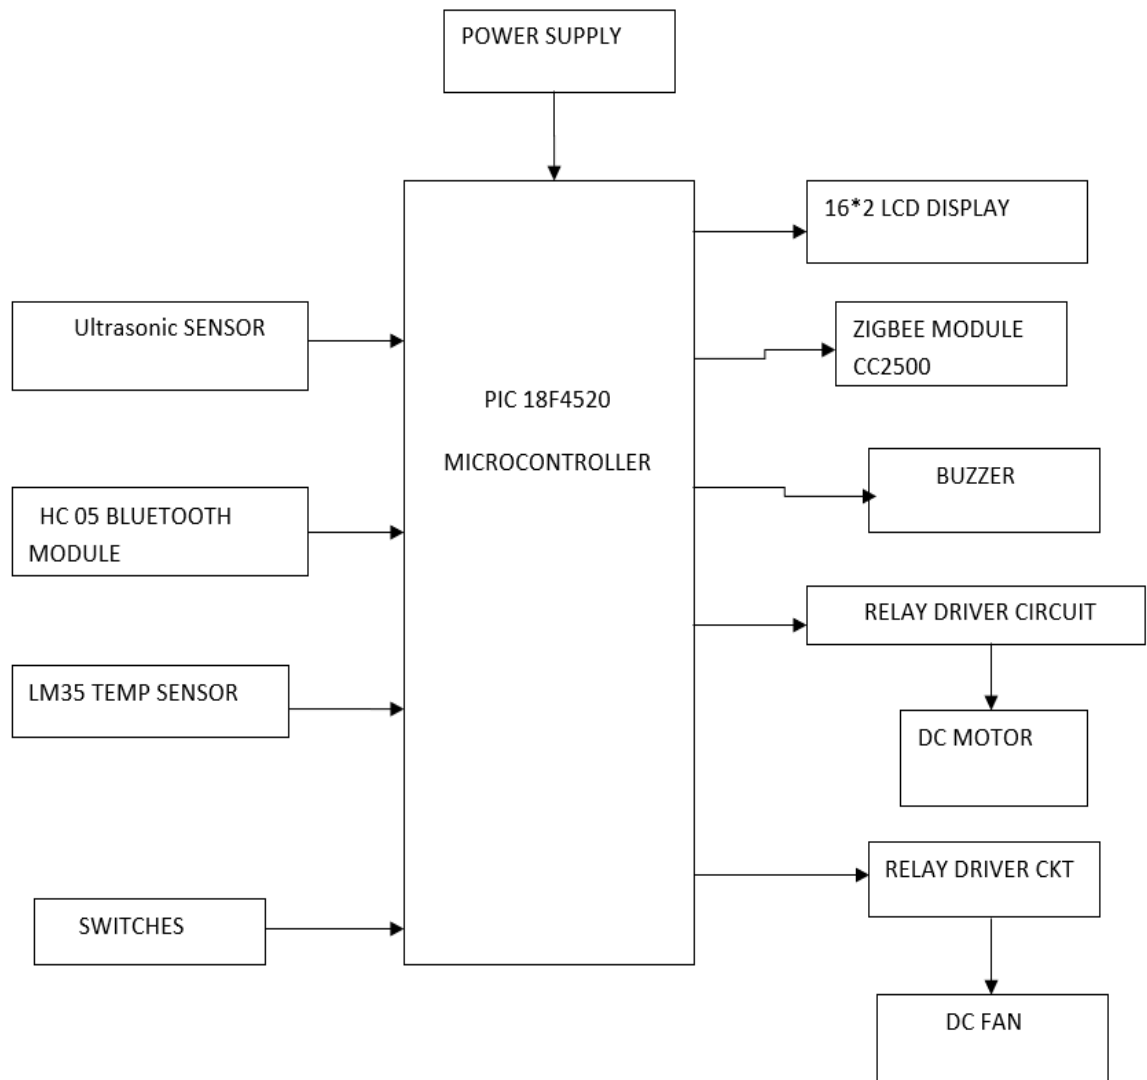 POWER SUPPLY
16*2 LCD DISPLAY
Ultrasonic SENSOR
ZIGBEE MODULE
CC2500
PIC 18F4520
MICROCONTROLLER
BUZZER
HC 05 BLUETOOTH
MODULE
RELAY DRIVER CIRCUIT
LM35 TEMP SENSOR
DC MOTOR
RELAY DRIVER CKT
SWITCHES
DC FAN